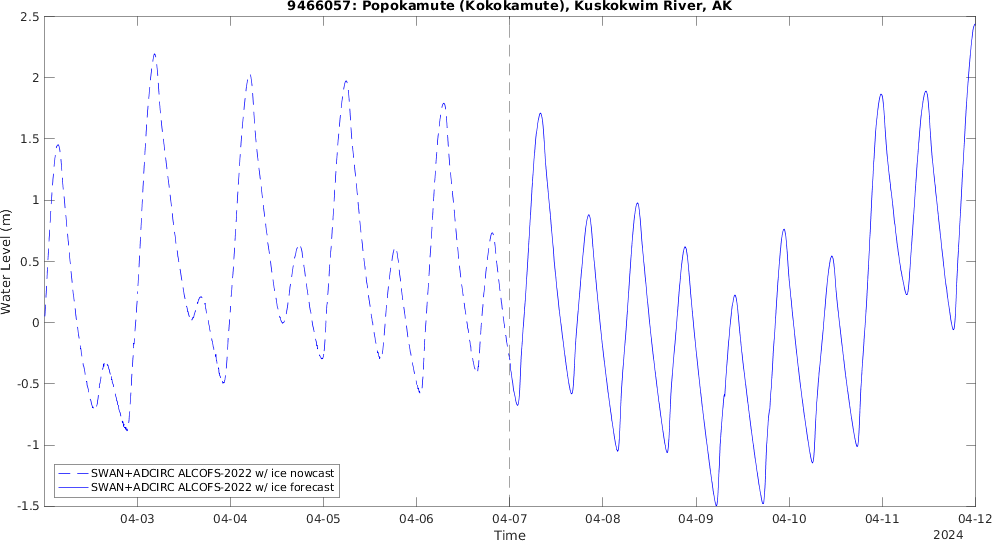 9466057: Popokamute (Kokokamute), Kuskokwim River, AK
2.5
2
1.5
1
0.5
0
-0.5
-1
-1.5
Water Level (m)
SWAN+ADCIRC ALCOFS-2022 w/ ice nowcast
SWAN+ADCIRC ALCOFS-2022 w/ ice forecast
04-03 04-04 04-05 04-06 04-07 04-08 04-09 04-10 04-11 04-12
Time 2024